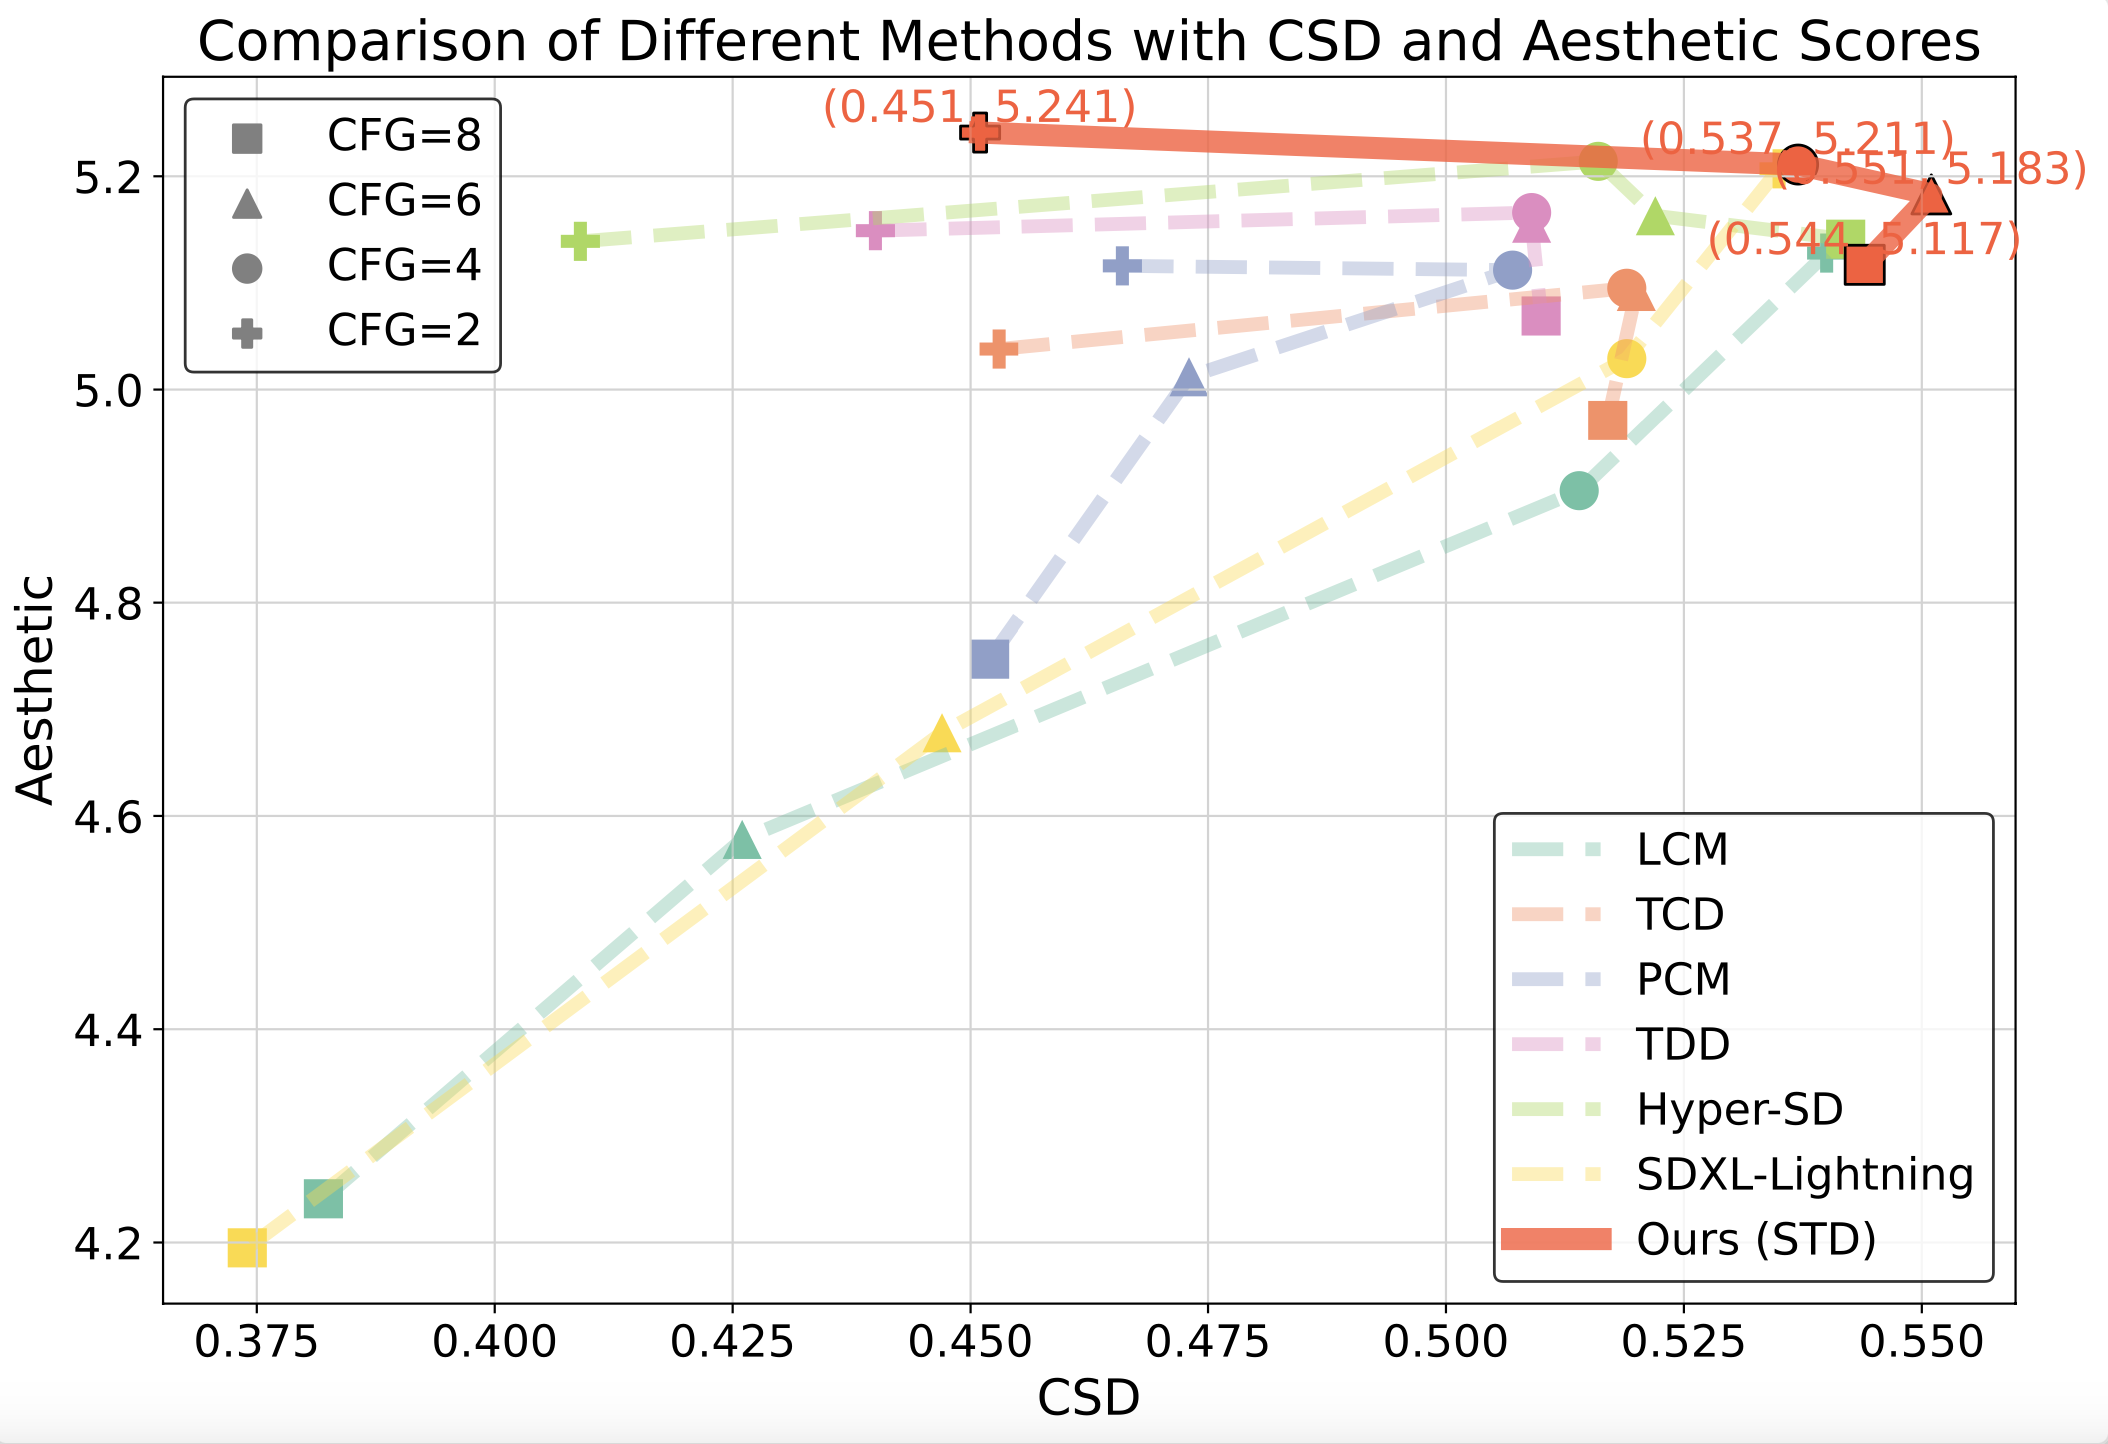 Comparison of Different Methods with CSD and Aesthetic Scores
CFG=8
CFG=6
CFG=4
CFG=2
(0.451, 5.241)
(0.537, 5.211)
(0.551, 5.183)
(0.544, 5.117)
5.2
5.0
4.8
4.6
4.4
4.2
Aesthetic
LCM
TCD
PCM
TDD
Hyper-SD
SDXL-Lightning
Ours (STD)
0.375
0.400
0.425
0.450
0.475
0.500
0.525
0.550
CSD